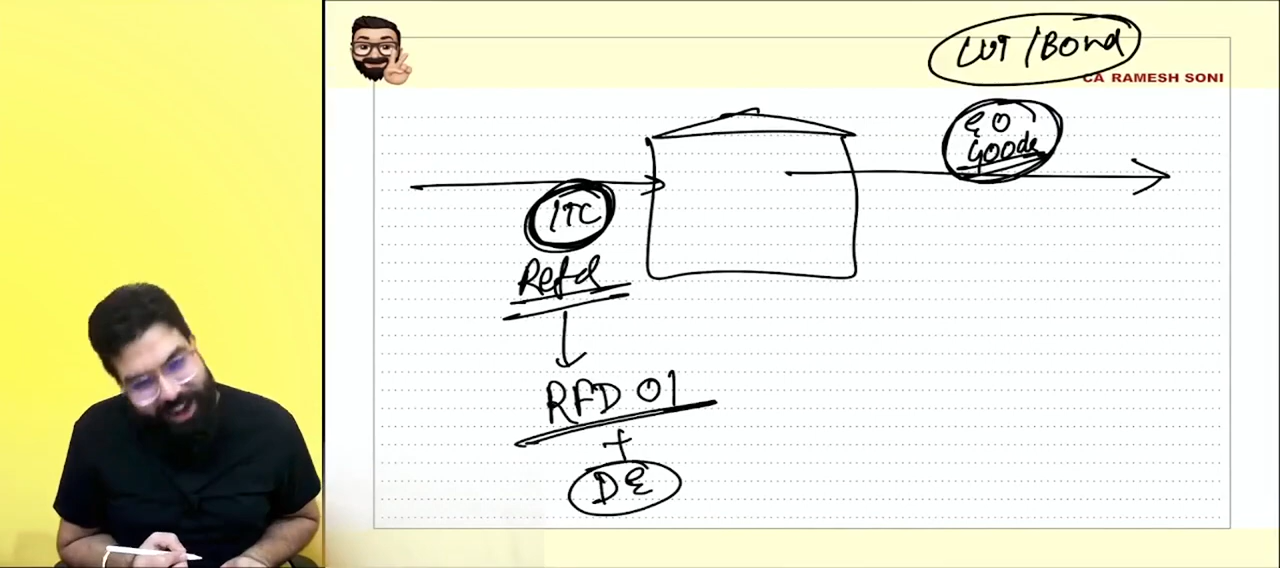 LUT / Bond
CA RAMESH SONI
EO
Goods
ITC
Refd
RFD 01
+
DE